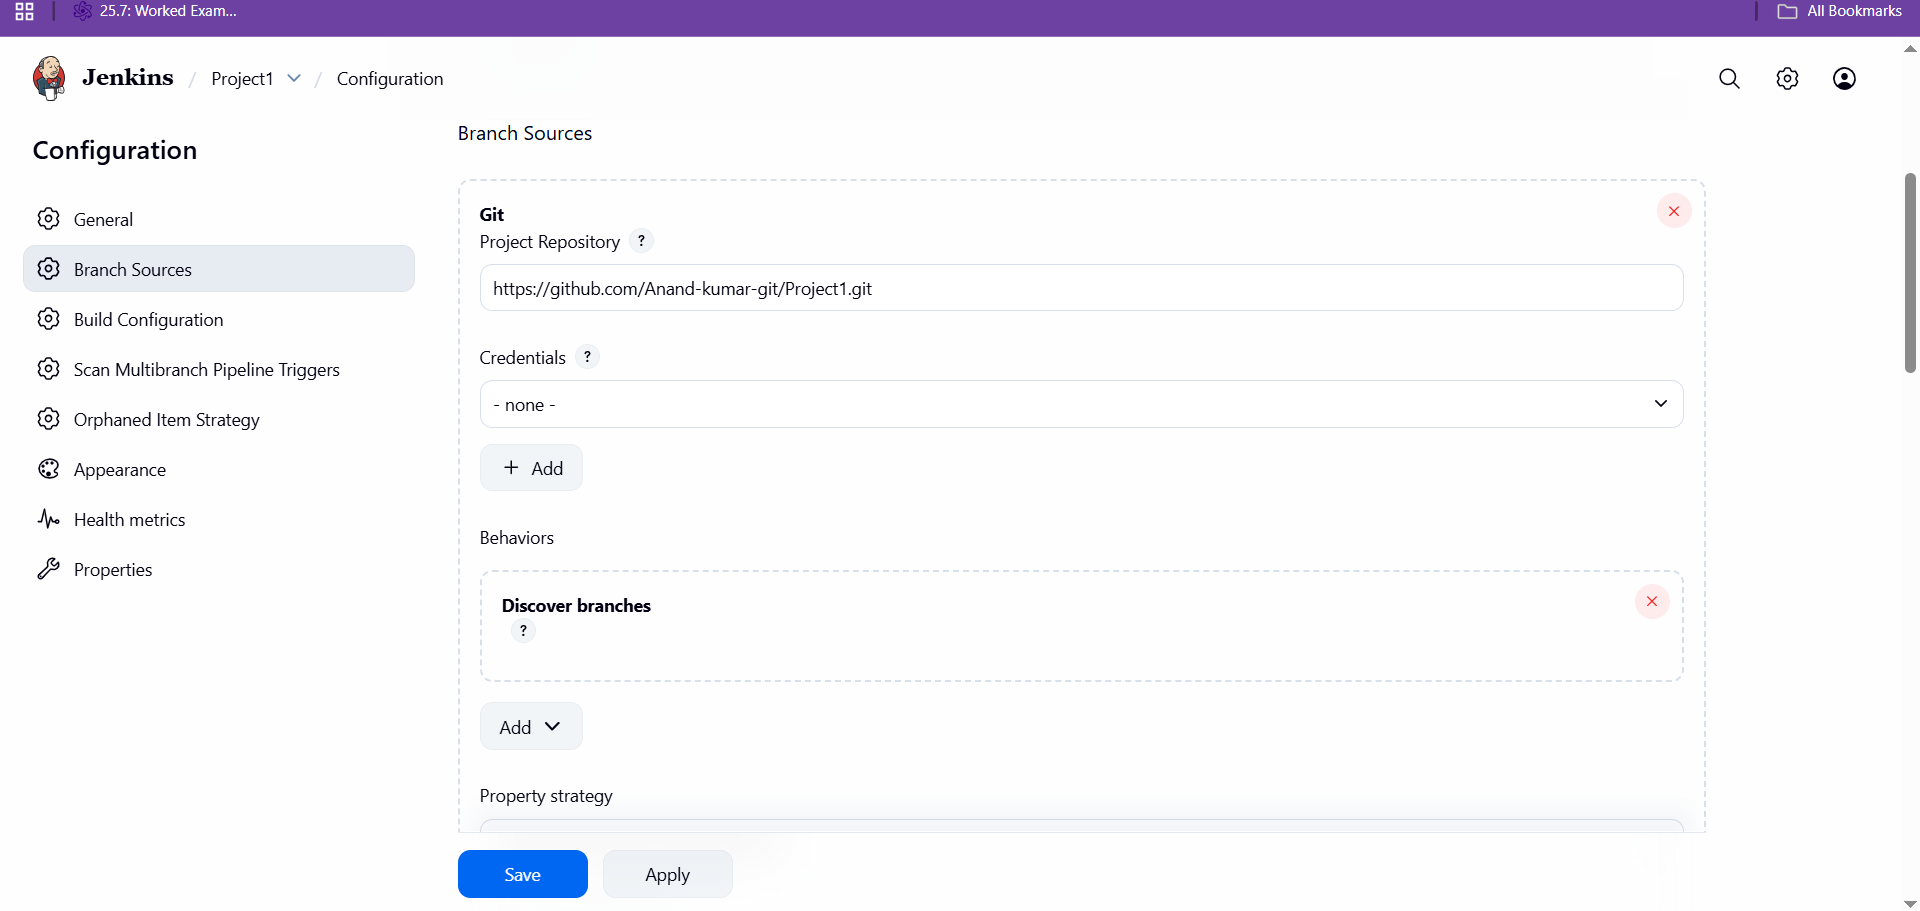 25.7: Worked Exam...
All Bookmarks
Jenkins / Project1 / Configuration
Configuration
General
Branch Sources
Build Configuration
Scan Multibranch Pipeline Triggers
Orphaned Item Strategy
Appearance
Health metrics
Properties
Branch Sources
Git
Project Repository ?
https://github.com/Anand-kumar-git/Project1.git
Credentials ?
- none -
+ Add
Behaviors
Discover branches
?
Add
Property strategy
Save
Apply